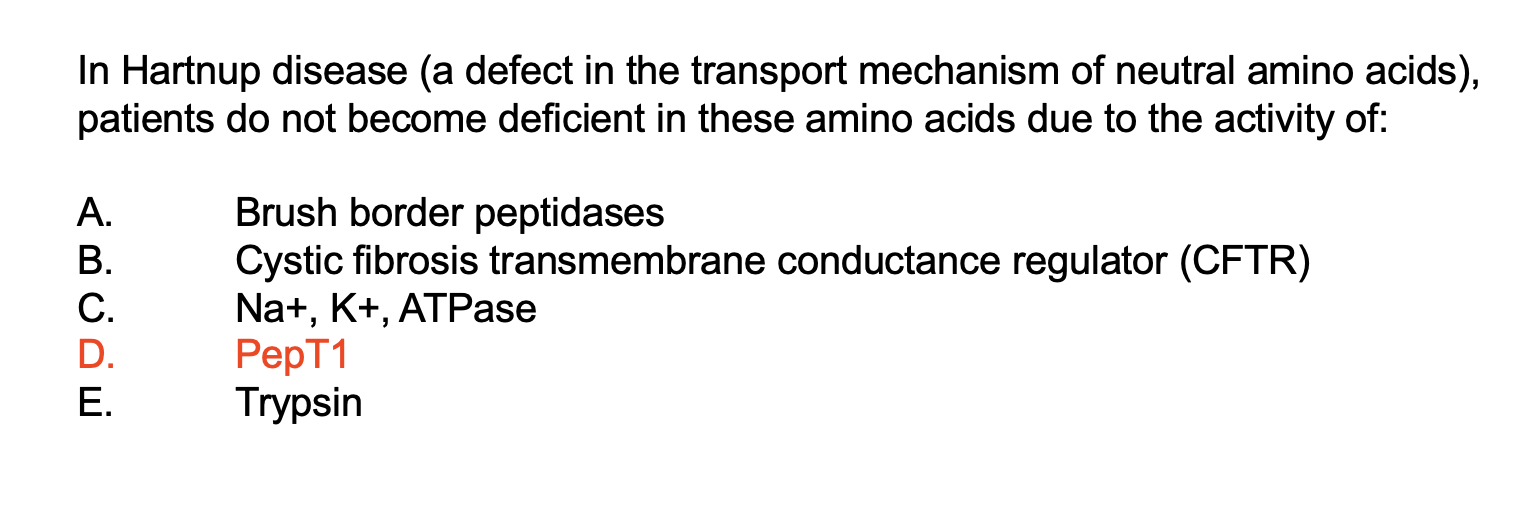 In Hartnup disease (a defect in the transport mechanism of neutral amino acids),
patients do not become deficient in these amino acids due to the activity of:
A. Brush border peptidases
B. Cystic fibrosis transmembrane conductance regulator (CFTR)
C. Na+, K+, ATPase
D. PepT1
E. Trypsin